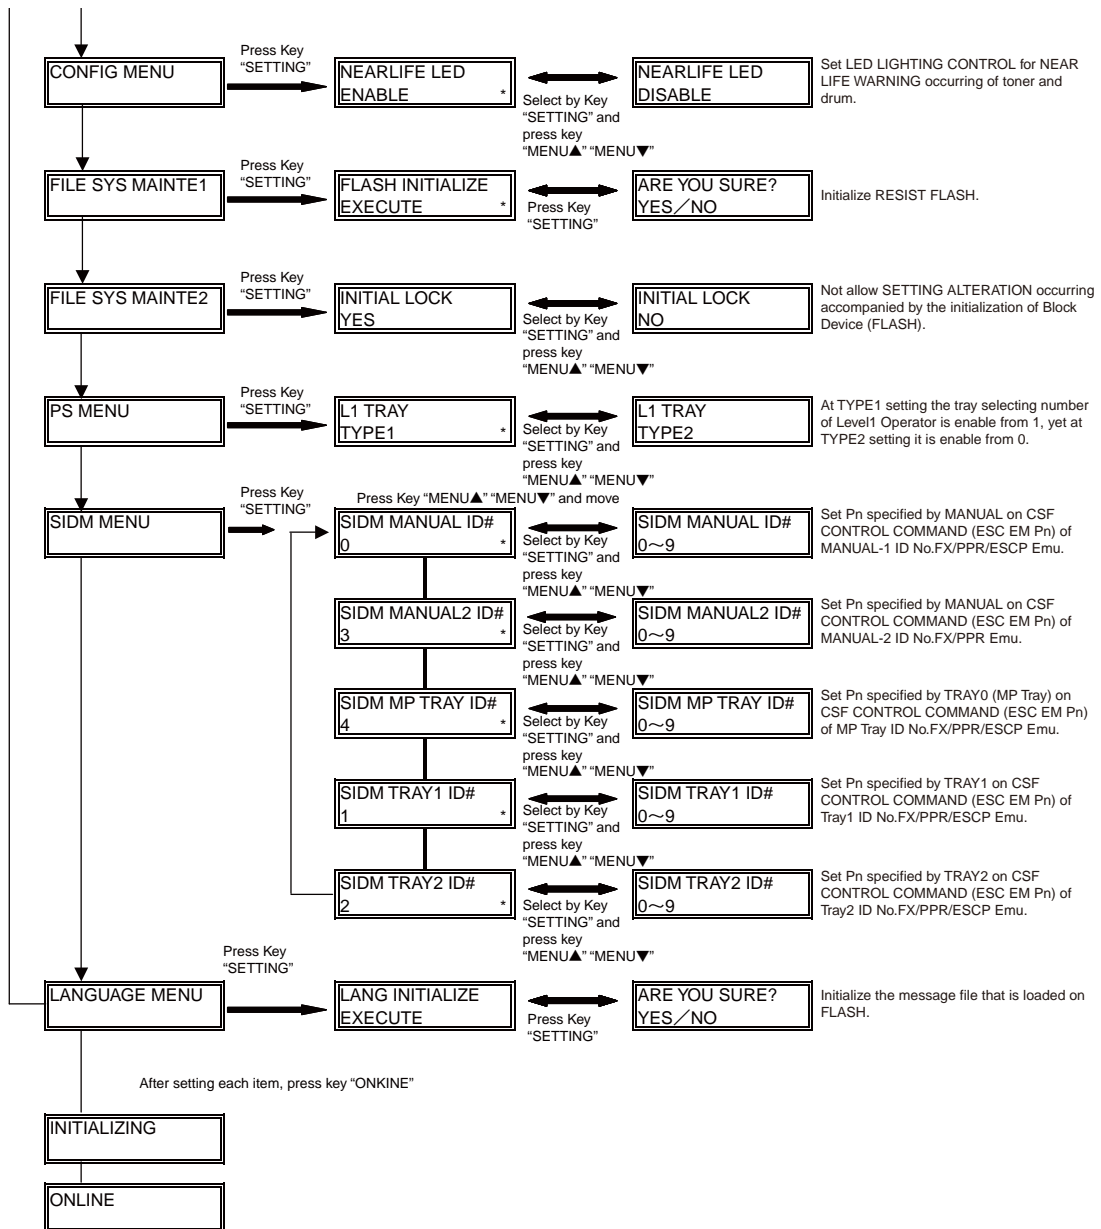 Press Key
“SETTING”
CONFIG MENU
NEARLIFE LED
ENABLE *
Select by Key
“SETTING” and
press key
“MENU▲” “MENU▼”
NEARLIFE LED
DISABLE
Set LED LIGHTING CONTROL for NEAR
LIFE WARNING occurring of toner and
drum.
Press Key
“SETTING”
FILE SYS MAINTE1
FLASH INITIALIZE
EXECUTE *
Press Key
“SETTING”
ARE YOU SURE?
YES／NO
Initialize RESIST FLASH.
Press Key
“SETTING”
FILE SYS MAINTE2
INITIAL LOCK
YES
Select by Key
“SETTING” and
press key
“MENU▲” “MENU▼”
INITIAL LOCK
NO
Not allow SETTING ALTERATION occurring
accompanied by the initialization of Block
Device (FLASH).
Press Key
“SETTING”
PS MENU
L1 TRAY
TYPE1 *
Select by Key
“SETTING” and
press key
“MENU▲” “MENU▼”
L1 TRAY
TYPE2
At TYPE1 setting the tray selecting number
of Level1 Operator is enable from 1, yet at
TYPE2 setting it is enable from 0.
Press Key
“SETTING”
Press Key “MENU▲” “MENU▼” and move
SIDM MENU
SIDM MANUAL ID#
0 *
Select by Key
“SETTING” and
press key
“MENU▲” “MENU▼”
SIDM MANUAL ID#
0～9
Set Pn specified by MANUAL on CSF
CONTROL COMMAND (ESC EM Pn) of
MANUAL-1 ID No.FX/PPR/ESCP Emu.
SIDM MANUAL2 ID#
3 *
Select by Key
“SETTING” and
press key
“MENU▲” “MENU▼”
SIDM MANUAL2 ID#
0～9
Set Pn specified by MANUAL on CSF
CONTROL COMMAND (ESC EM Pn) of
MANUAL-2 ID No.FX/PPR Emu.
SIDM MP TRAY ID#
4 *
Select by Key
“SETTING” and
press key
“MENU▲” “MENU▼”
SIDM MP TRAY ID#
0～9
Set Pn specified by TRAY0 (MP Tray) on
CSF CONTROL COMMAND (ESC EM Pn)
of MP Tray ID No.FX/PPR/ESCP Emu.
SIDM TRAY1 ID#
1 *
Select by Key
“SETTING” and
press key
“MENU▲” “MENU▼”
SIDM TRAY1 ID#
0～9
Set Pn specified by TRAY1 on CSF
CONTROL COMMAND (ESC EM Pn) of
Tray1 ID No.FX/PPR/ESCP Emu.
SIDM TRAY2 ID#
2 *
Select by Key
“SETTING” and
press key
“MENU▲” “MENU▼”
SIDM TRAY2 ID#
0～9
Set Pn specified by TRAY2 on CSF
CONTROL COMMAND (ESC EM Pn) of
Tray2 ID No.FX/PPR/ESCP Emu.
Press Key
“SETTING”
LANGUAGE MENU
LANG INITIALIZE
EXECUTE
Press Key
“SETTING”
ARE YOU SURE?
YES／NO
Initialize the message file that is loaded on
FLASH.
After setting each item, press key “ONKINE”
INITIALIZING
ONLINE